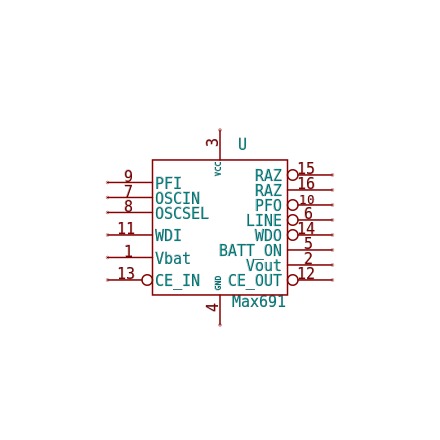 U
3
VCC
9 PFI
7 OSCIN
8 OSCSEL
11 WDI
1 Vbat
13 CE_IN
RAZ 15
RAZ 16
PFO 10
LINE 6
WDO 14
BATT_ON 5
Vout 2
CE_OUT 12
GND
4
Max691